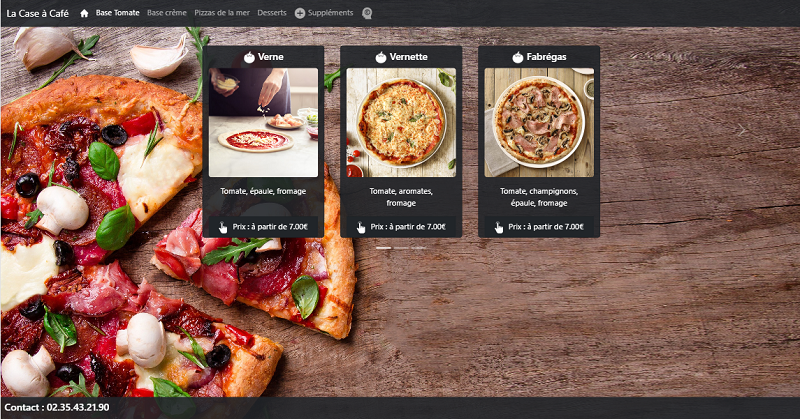 La Case à Café Base Tomate Base crème Pizzas de la mer Desserts Suppléments
Verne
Tomate, épaule, fromage
Prix : à partir de 7.00€
Vernette
Tomate, aromates,
fromage
Prix : à partir de 7.00€
Fabrégas
Tomate, champignons,
épaule, fromage
Prix : à partir de 7.00€
Contact : 02.35.43.21.90